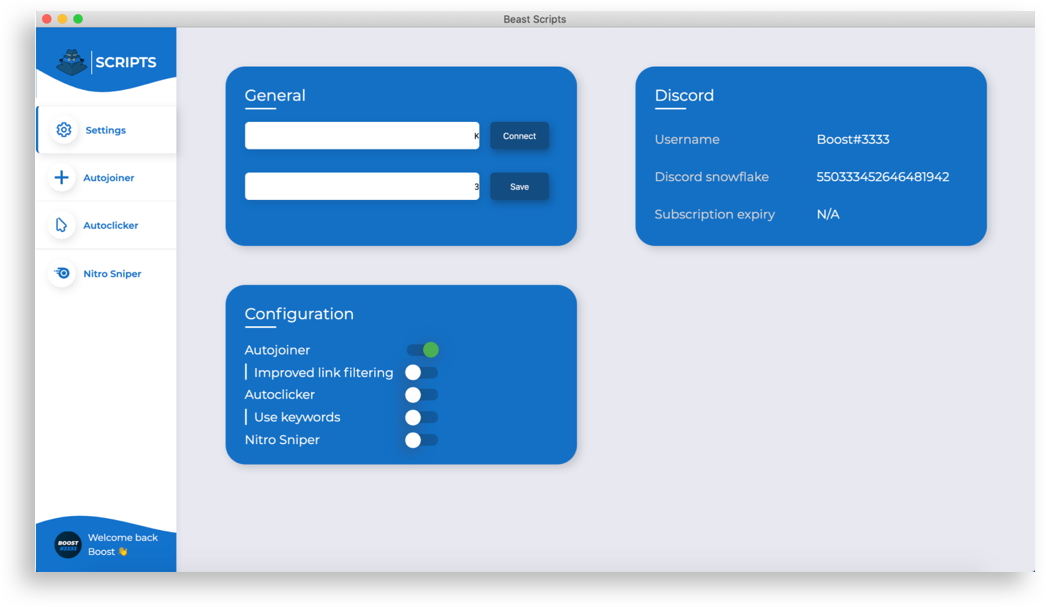 Beast Scripts
SCRIPTS
Settings
Autojoiner
Autoclicker
Nitro Sniper
Welcome back
Boost 👋
BOOST
#3333
General
K
Connect
3
Save
Discord
Username Boost#3333
Discord snowflake 550333452646481942
Subscription expiry N/A
Configuration
Autojoiner
Improved link filtering
Autoclicker
Use keywords
Nitro Sniper